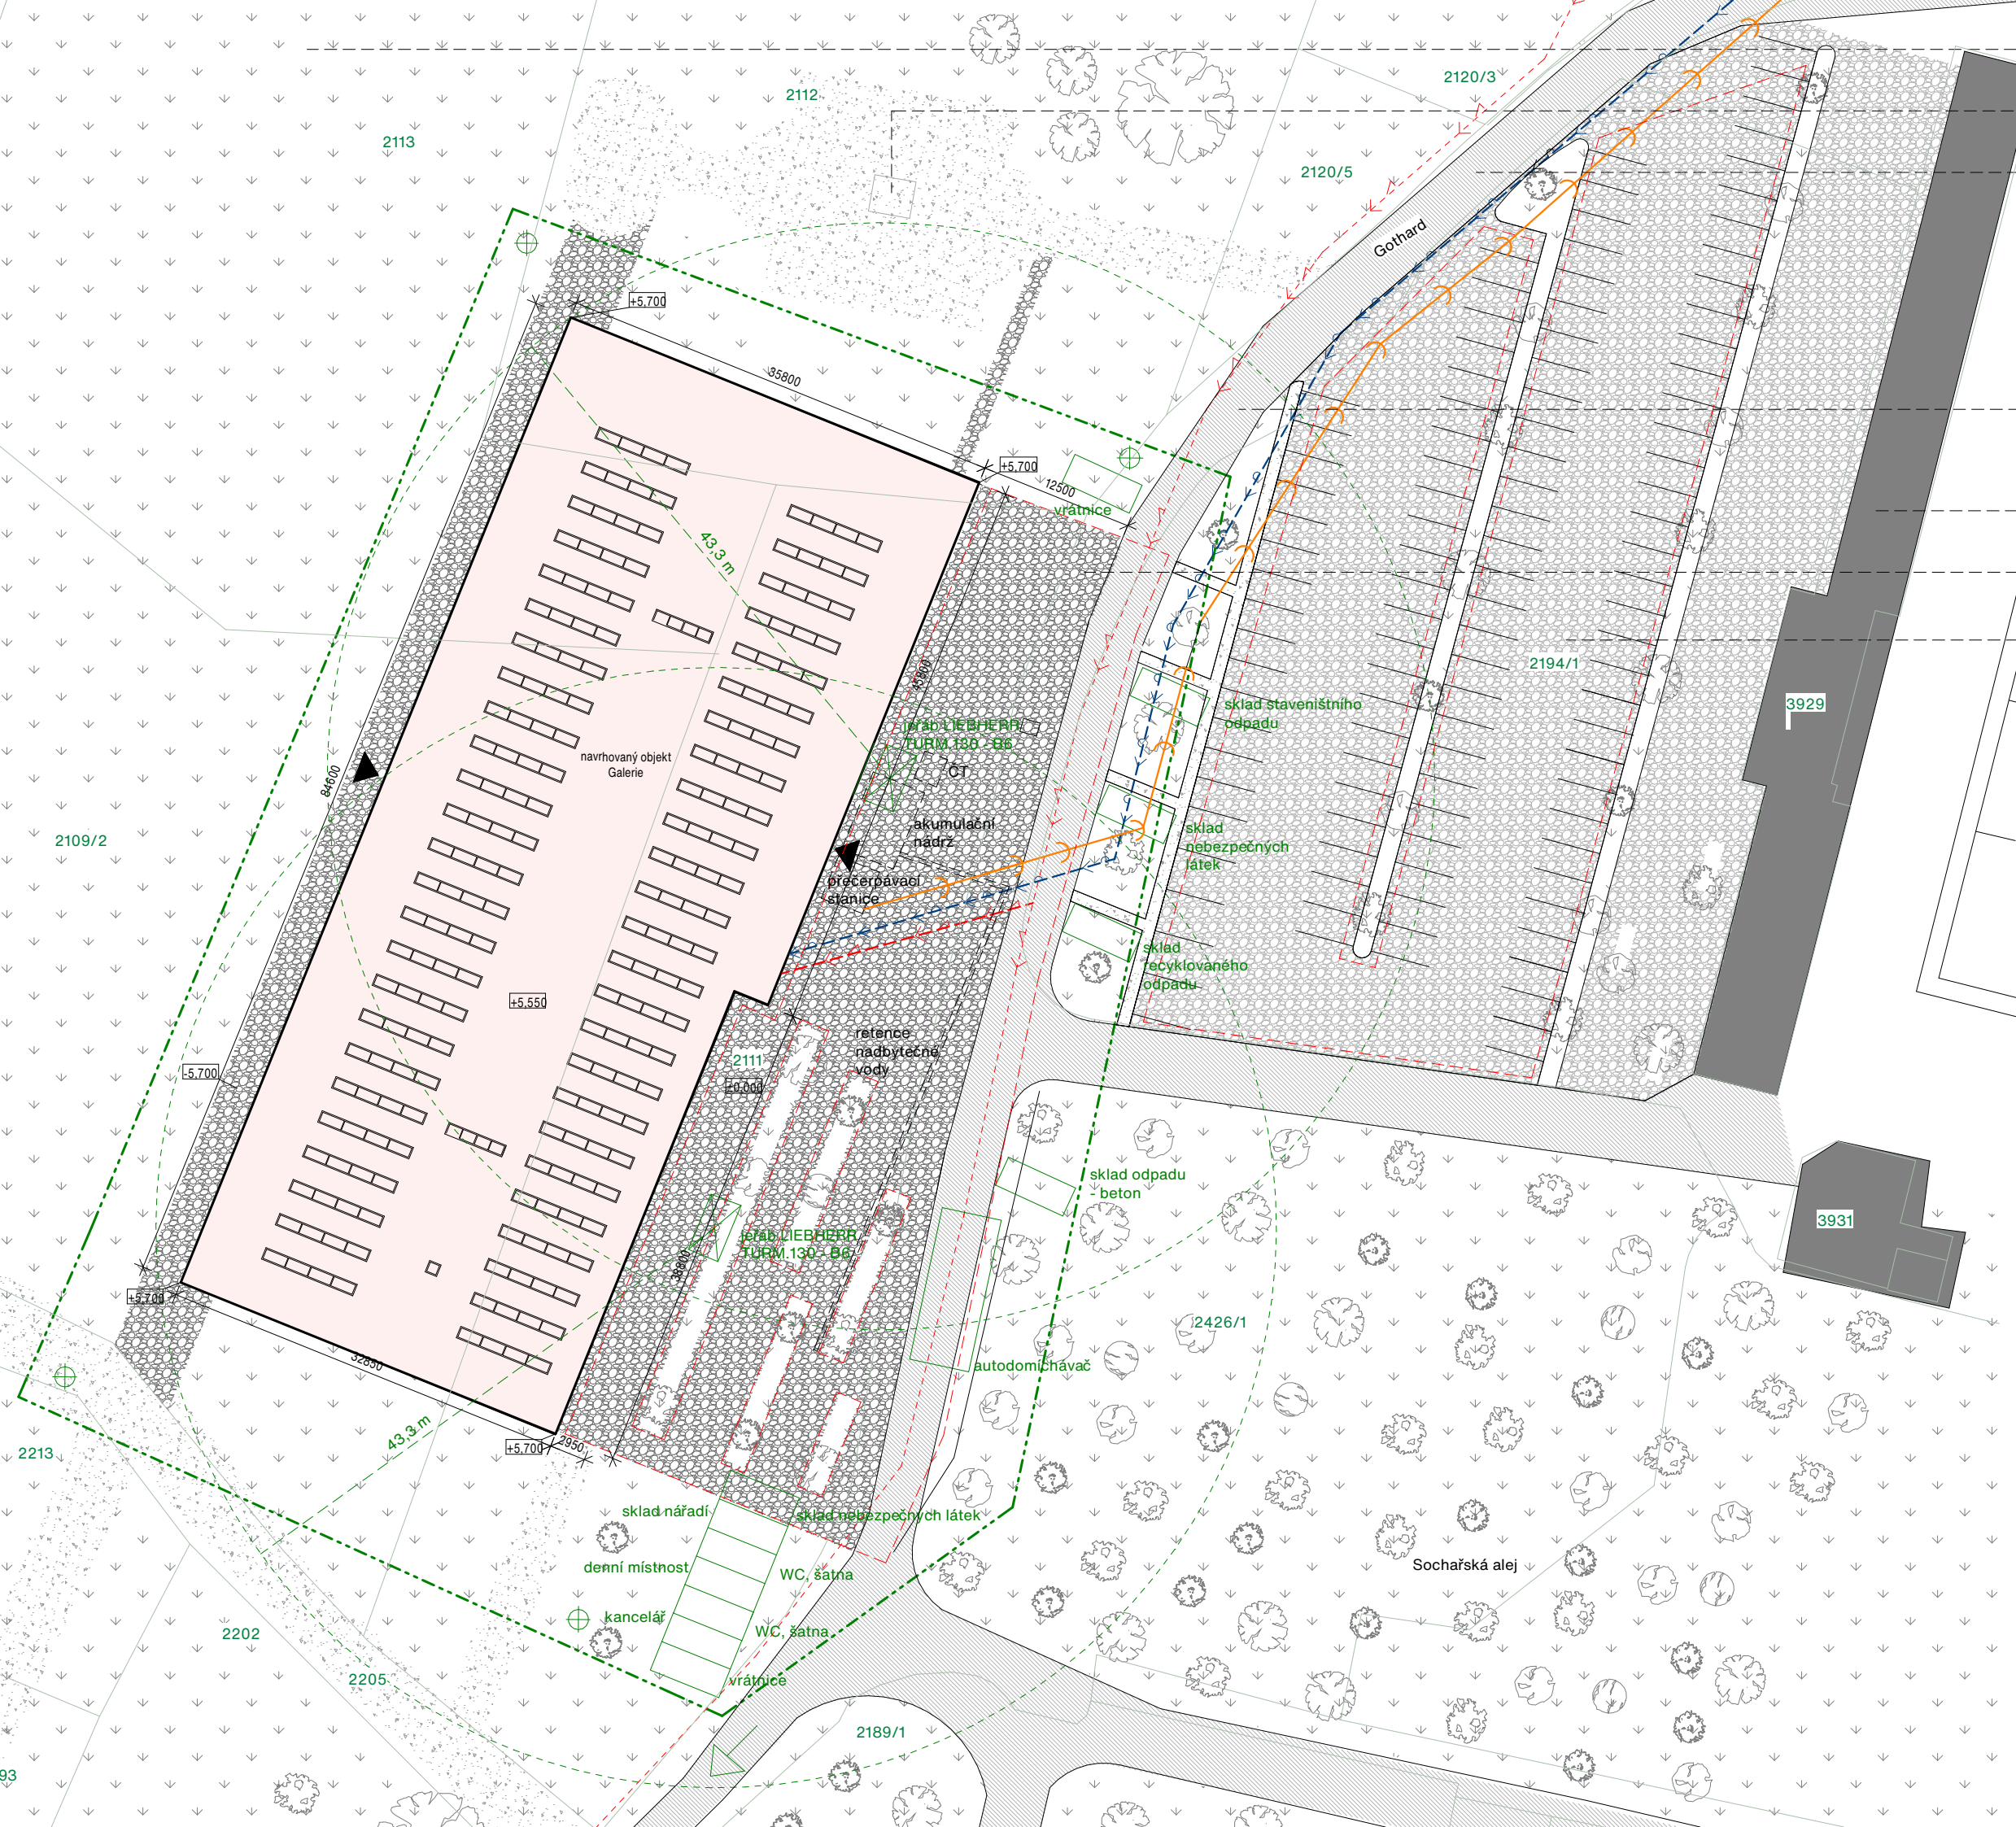 2120/3
2112
2113
2120/5
Gothard
+5,700
35800
+5,700
12500
vrátnice
43,3 m
45800
2194/1
3929
sklad staveništního
odpadu
jeřáb LIEBHERR
TURM.130 - B6
navrhovaný objekt
Galerie
ČT
84600
akumulační
nádrž
sklad
nebezpečných
látek
2109/2
přečerpávací
stanice
sklad
recyklovaného
odpadu
+5,550
retence
nadbytečné
vody
2111
±0,000
-5,700
sklad odpadu
- beton
3931
jeřáb LIEBHERR
TURM.130 - B6
38800
+5,700
2426/1
32850
autodomíchávač
43,3 m
+5,700
2950
2213
sklad nářadí
sklad nebezpečných látek
denní místnost
WC, šatna
Sochařská alej
kancelář
WC, šatna
2202
2205
vrátnice
2189/1
93